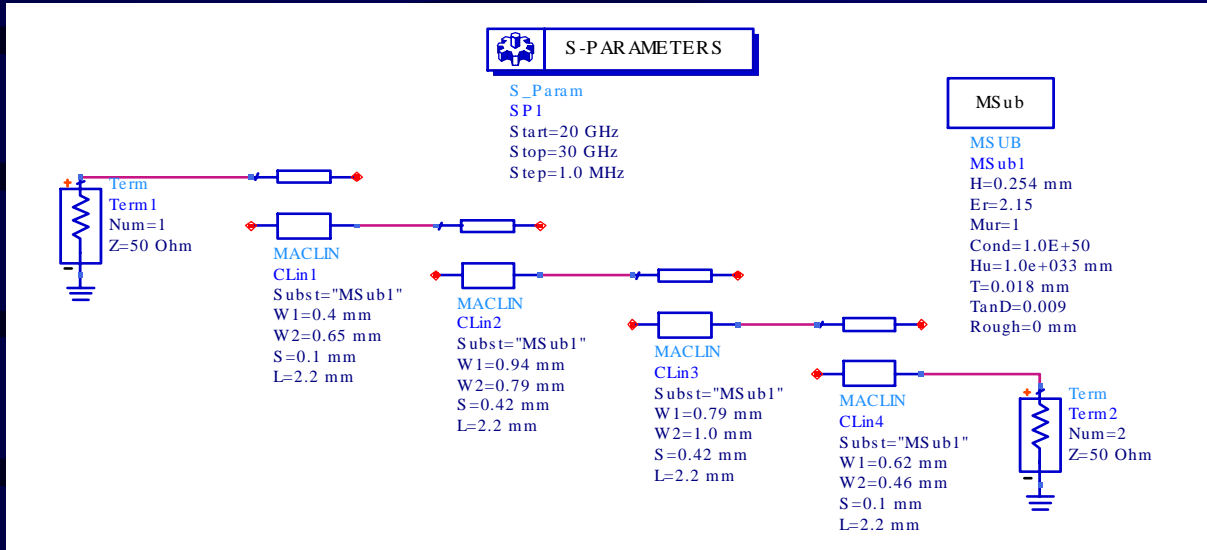 S-PARAMETERS
S_Param
SP1
Start=20 GHz
Stop=30 GHz
Step=1.0 MHz
MSub
MSUB
MSub1
H=0.254 mm
Er=2.15
Mur=1
Cond=1.0E+50
Hu=1.0e+033 mm
T=0.018 mm
TanD=0.009
Rough=0 mm
+
Term
Term1
Num=1
Z=50 Ohm
-
MACLIN
CLin1
Subst="MSub1"
W1=0.4 mm
W2=0.65 mm
S=0.1 mm
L=2.2 mm
MACLIN
CLin2
Subst="MSub1"
W1=0.94 mm
W2=0.79 mm
S=0.42 mm
L=2.2 mm
MACLIN
CLin3
Subst="MSub1"
W1=0.79 mm
W2=1.0 mm
S=0.42 mm
L=2.2 mm
MACLIN
CLin4
Subst="MSub1"
W1=0.62 mm
W2=0.46 mm
S=0.1 mm
L=2.2 mm
+
Term
Term2
Num=2
Z=50 Ohm
-